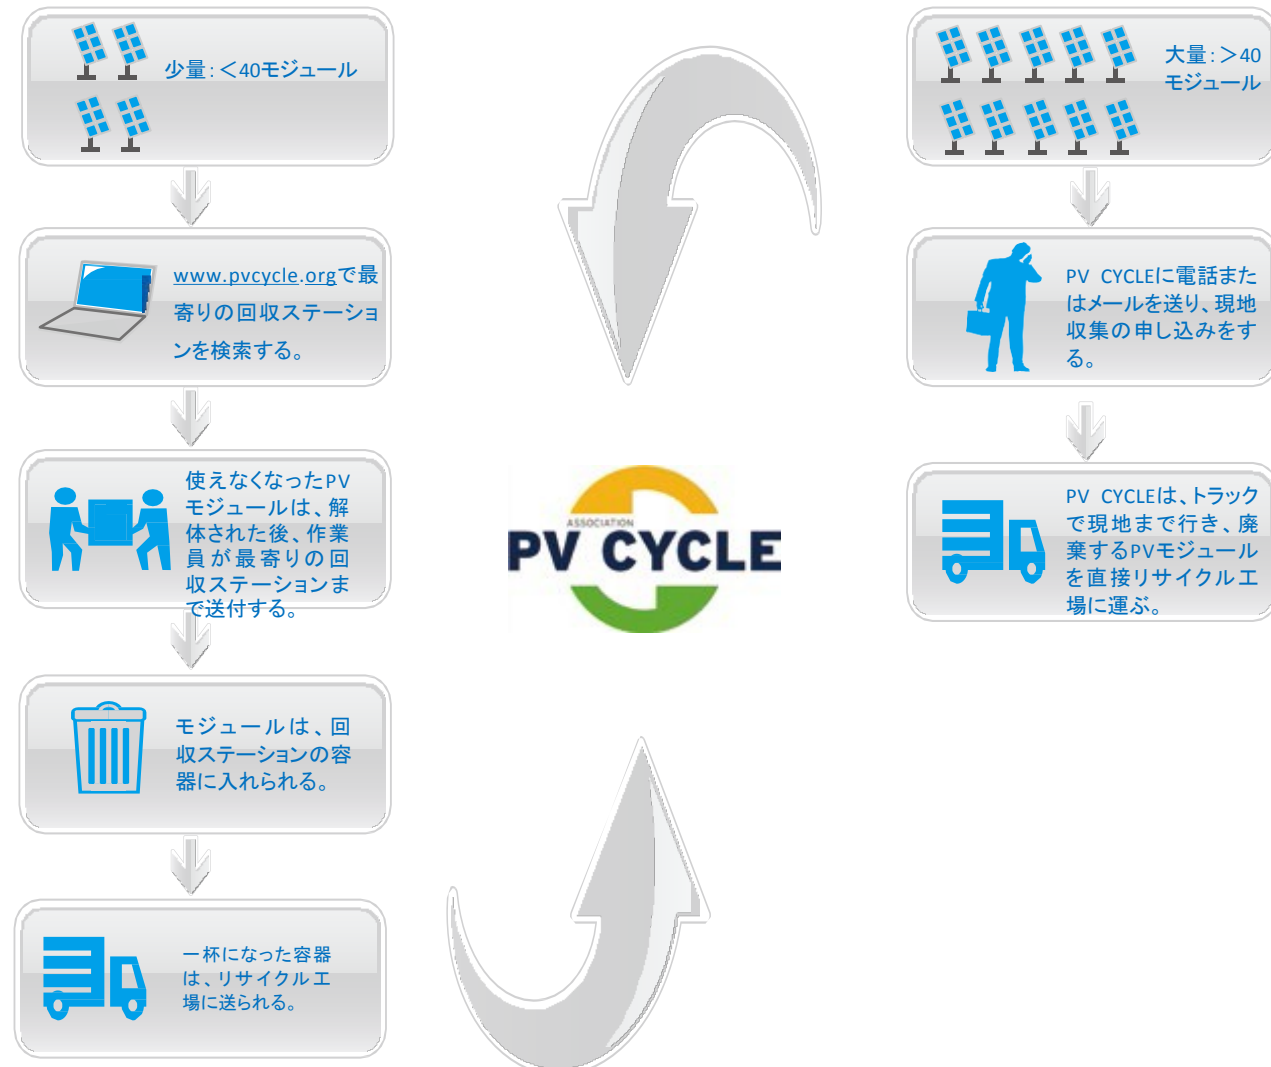 少量：＜40モジュール
www.pvcycle.orgで最
寄りの回収ステーショ
ンを検索する。
使えなくなったPV
モジュールは、解
体された後、作業
員が最寄りの回
収ステーションま
で送付する。
モジュールは、回
収ステーションの容
器に入れられる。
一杯になった容器
は、リサイクル工
場に送られる。
ASSOCIATION
PV CYCLE
大量：＞40
モジュール
PV CYCLEに電話また
はメールを送り、現地
収集の申し込みをす
る。
PV CYCLEは、トラック
で現地まで行き、廃
棄するPVモジュール
を直接リサイクル工
場に運ぶ。